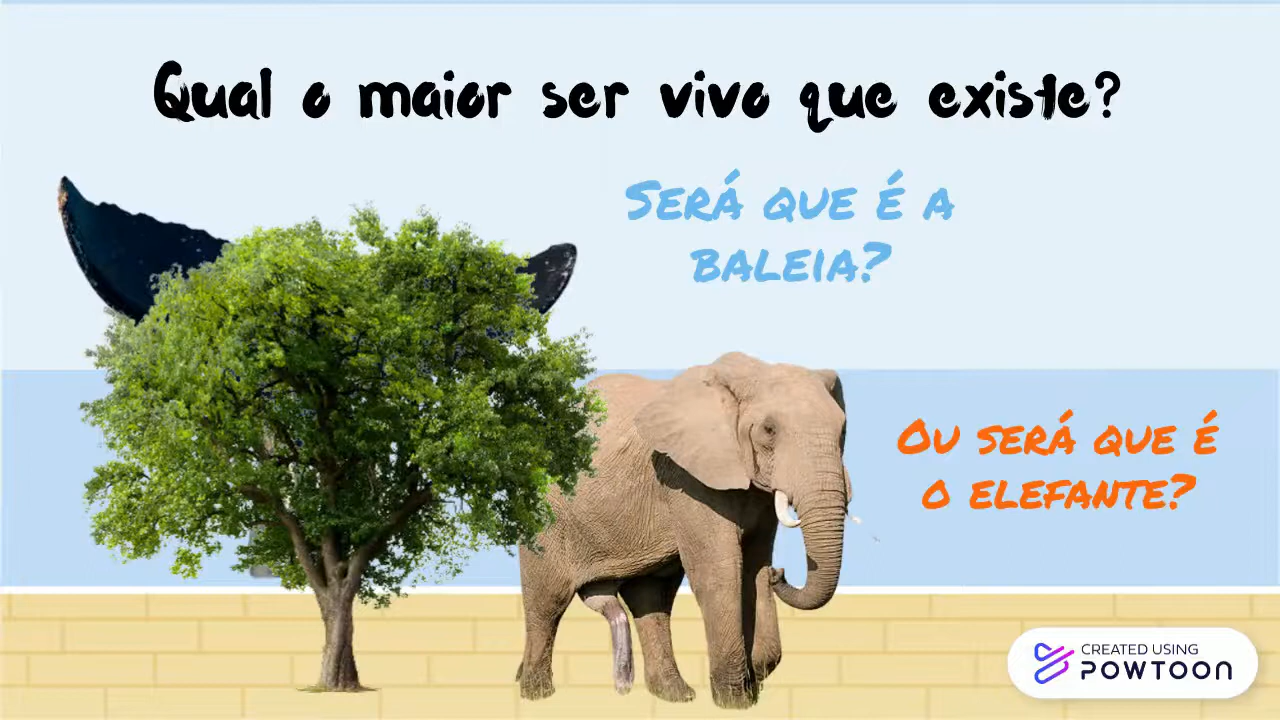 Qual o maior ser vivo que existe?
Será que é a
baleia?
Ou será que é
o elefante?
CREATED USING
POWTOON